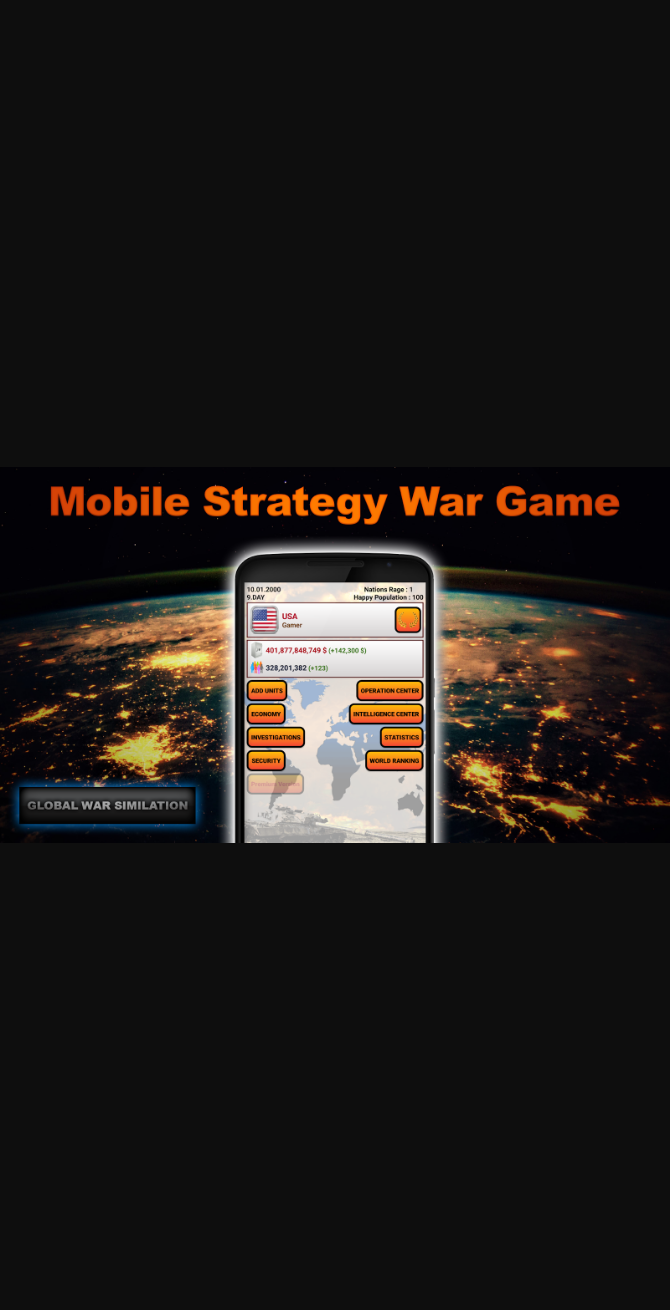 Mobile Strategy War Game
10.01.2000
Nations Rage : 1
9.DAY
Happy Population : 100
USA
Gamer
401,877,848,749 $ (+142,300 $)
328,201,382 (+123)
ADD UNITS
OPERATION CENTER
ECONOMY
INTELLIGENCE CENTER
INVESTIGATIONS
STATISTICS
SECURITY
WORLD RANKING
GLOBAL WAR SIMILATION